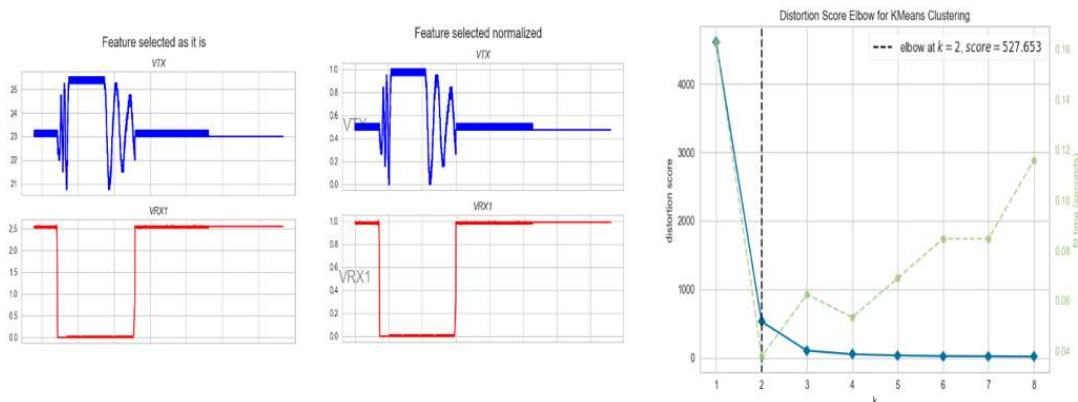 Feature selected as it is
VTX
25
24
23
22
21
VRX1
2.5
2.0
1.5
1.0
0.5
0.0
Feature selected normalized
VTX
1.0
0.8
0.6
0.4
0.2
0.0
VTX
VRX1
1.0
0.8
0.6
0.4
0.2
0.0
VRX1
Distortion Score Elbow for KMeans Clustering
elbow at k = 2, score = 527.653
distortion score
4000
3000
2000
1000
0
1 2 3 4 5 6 7 8
k
0.16
0.14
0.12
0.10
0.08
0.06
0.04
fit time (seconds)